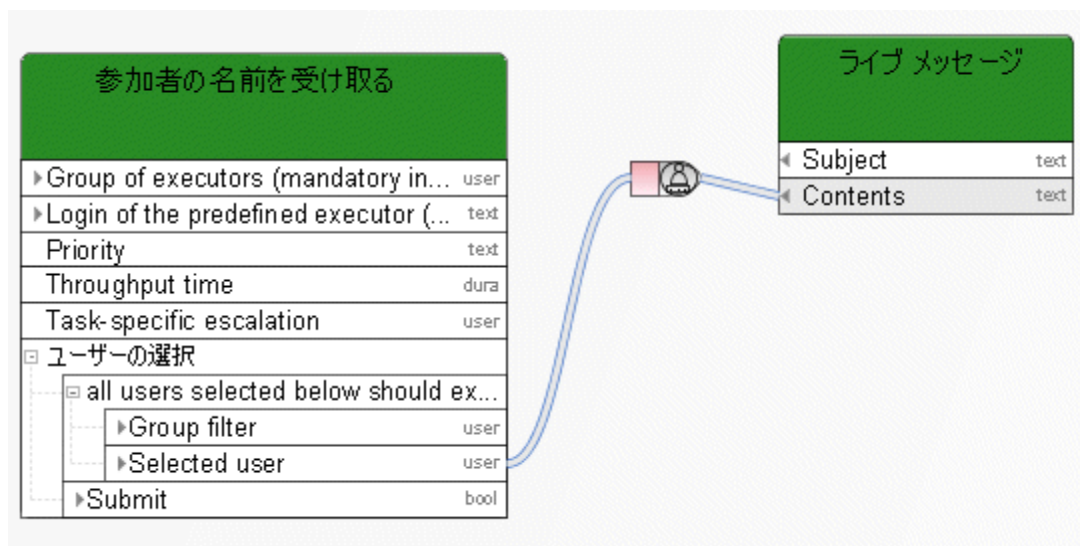 参加者の名前を受け取る
Group of executors (mandatory in... user
Login of the predefined executor (... text
Priority text
Throughput time dura
Task-specific escalation user
ユーザーの選択
all users selected below should ex...
Group filter user
Selected user user
Submit bool
ライブ メッセージ
Subject text
Contents text